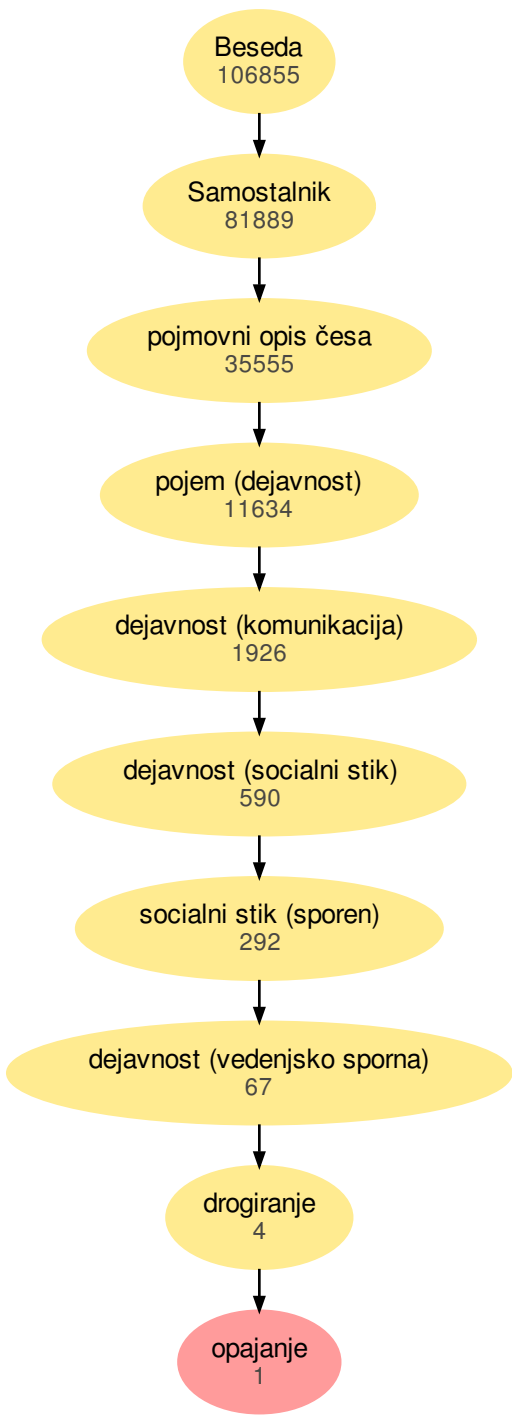 Beseda
106855
Samostalnik
81889
pojmovni opis česa
35555
pojem (dejavnost)
11634
dejavnost (komunikacija)
1926
dejavnost (socialni stik)
590
socialni stik (sporen)
292
dejavnost (vedenjsko sporna)
67
drogiranje
4
opajanje
1